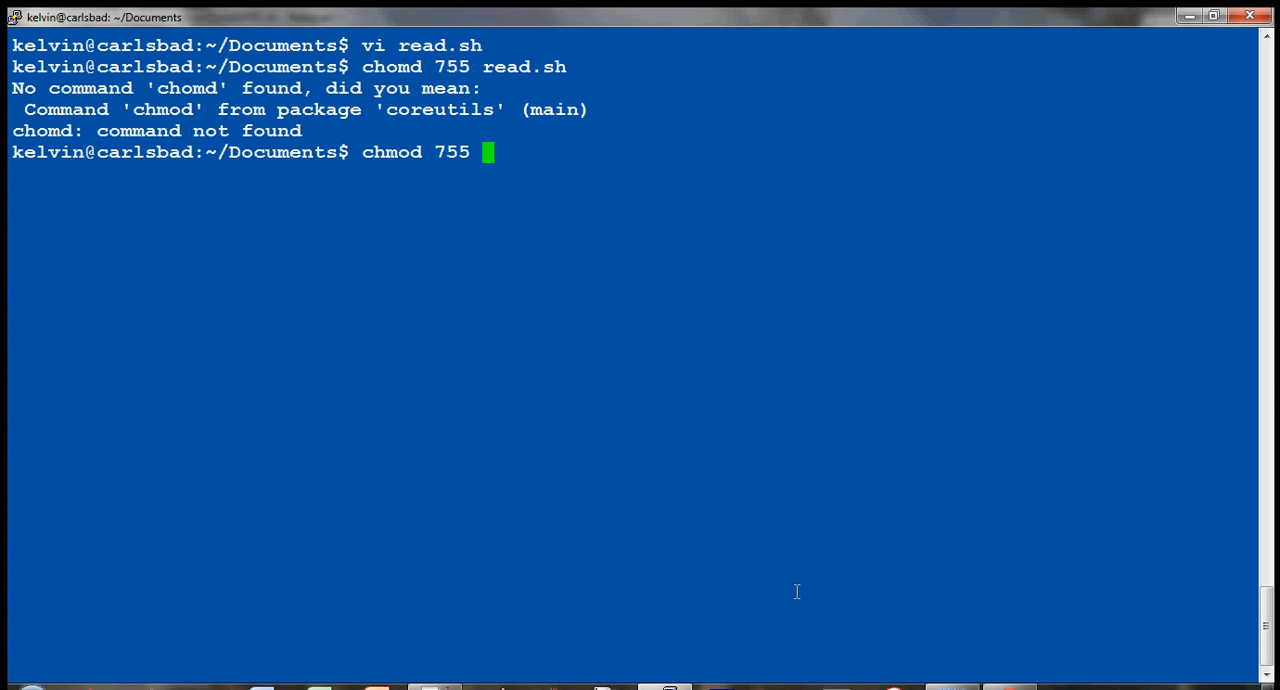 kelvin@carlsbad: ~/Documents
kelvin@carlsbad:~/Documents$ vi read.sh
kelvin@carlsbad:~/Documents$ chomd 755 read.sh
No command 'chomd' found, did you mean:
 Command 'chmod' from package 'coreutils' (main)
chomd: command not found
kelvin@carlsbad:~/Documents$ chmod 755